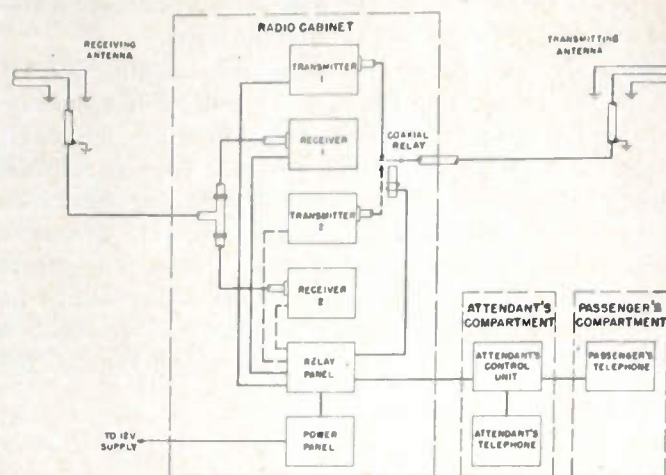 RADIO CABINET
RECEIVING
ANTENNA
TRANSMITTING
ANTENNA
TRANSMITTER
1
RECEIVER
1
COAXIAL
RELAY
TRANSMITTER
2
RECEIVER
2
RELAY
PANEL
POWER
PANEL
TO 12V
SUPPLY
ATTENDANT'S
COMPARTMENT
ATTENDANT'S
CONTROL
UNIT
ATTENDANT'S
TELEPHONE
PASSENGER'S
COMPARTMENT
PASSENGER'S
TELEPHONE